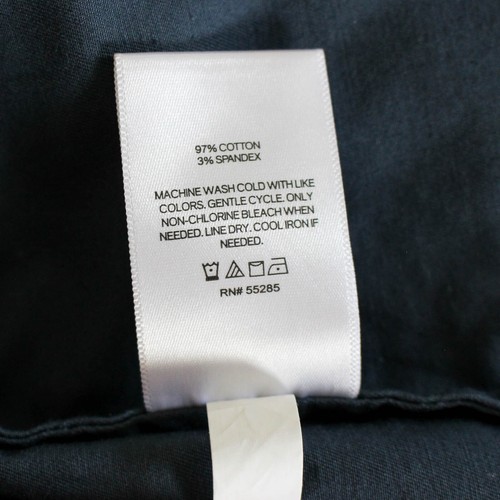 97% COTTON
3% SPANDEX
MACHINE WASH COLD WITH LIKE
COLORS. GENTLE CYCLE. ONLY
NON-CHLORINE BLEACH WHEN
NEEDED. LINE DRY. COOL IRON IF
NEEDED.
RN# 55285